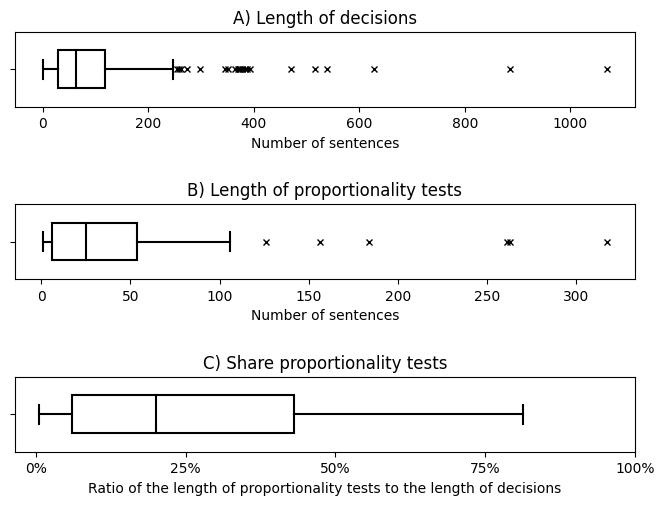 A) Length of decisions
0 200 400 600 800 1000
Number of sentences
B) Length of proportionality tests
0 50 100 150 200 250 300
Number of sentences
C) Share proportionality tests
0% 25% 50% 75% 100%
Ratio of the length of proportionality tests to the length of decisions